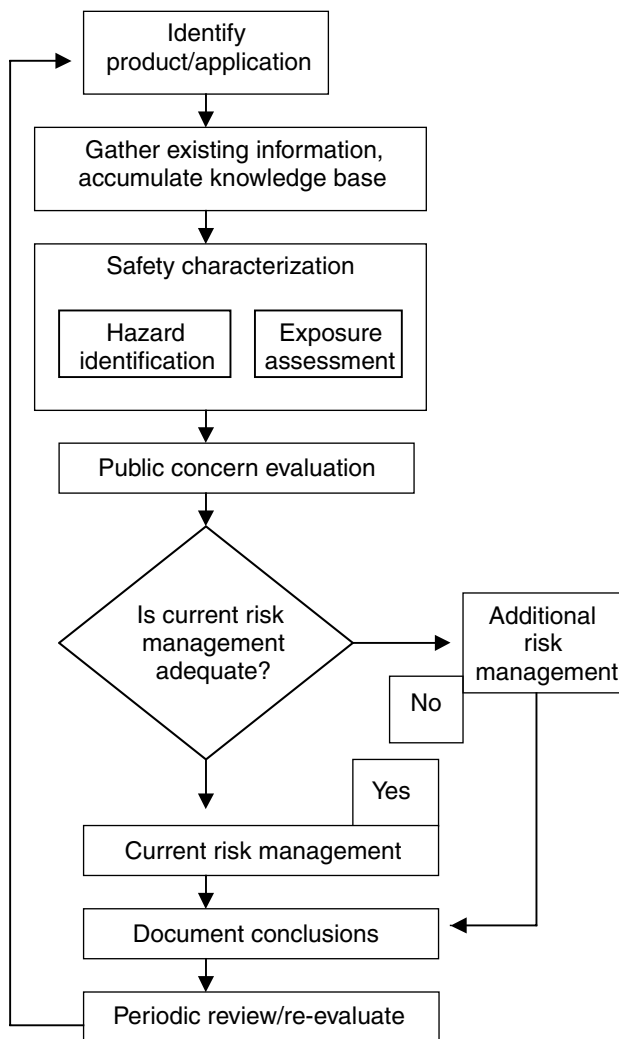 Identify
product/application
Gather existing information,
accumulate knowledge base
Safety characterization
Hazard
identification
Exposure
assessment
Public concern evaluation
Is current risk
management
adequate?
Additional
risk
management
No
Yes
Current risk management
Document conclusions
Periodic review/re-evaluate